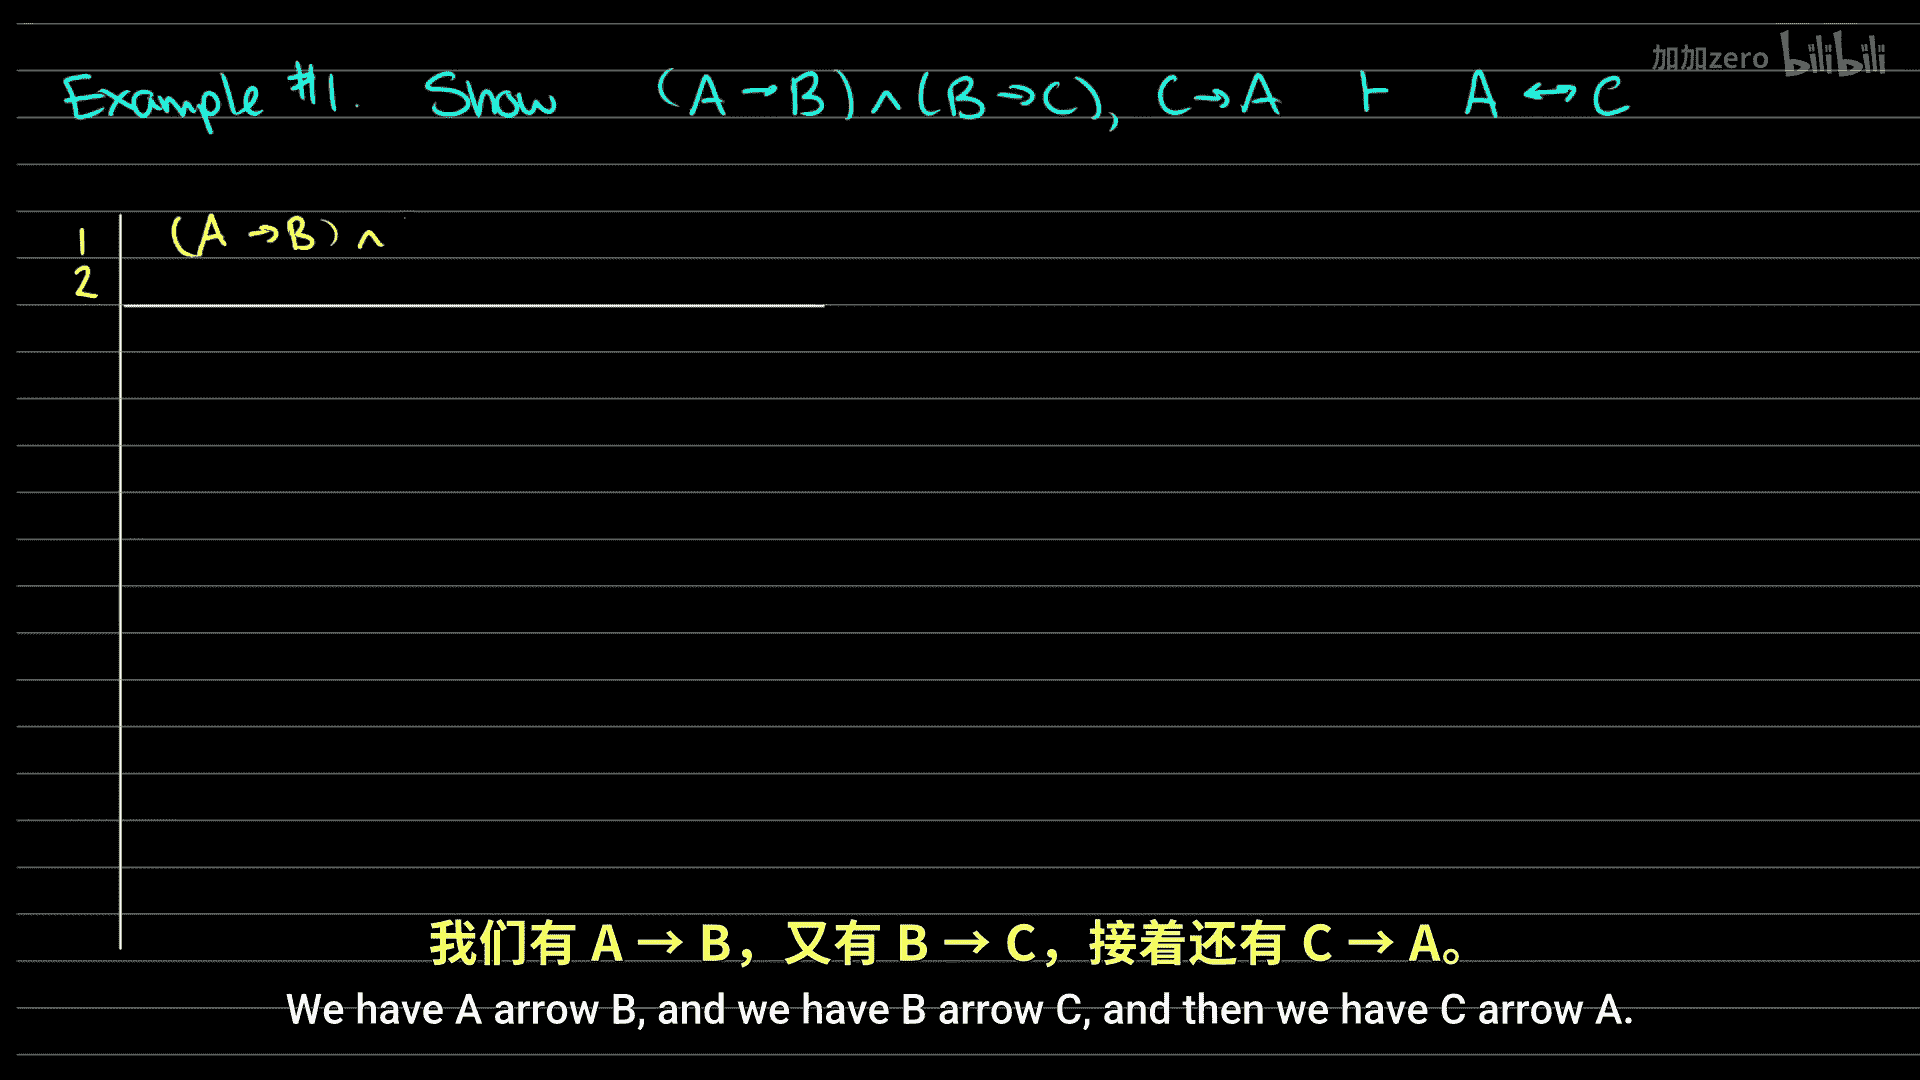 加加zero bilibili
Example #1. Show (A → B) ∧ (B → C), C → A ⊢ A ↔ C
1 (A → B) ∧
2
我们有 A → B，又有 B → C，接着还有 C → A。
We have A arrow B, and we have B arrow C, and then we have C arrow A.